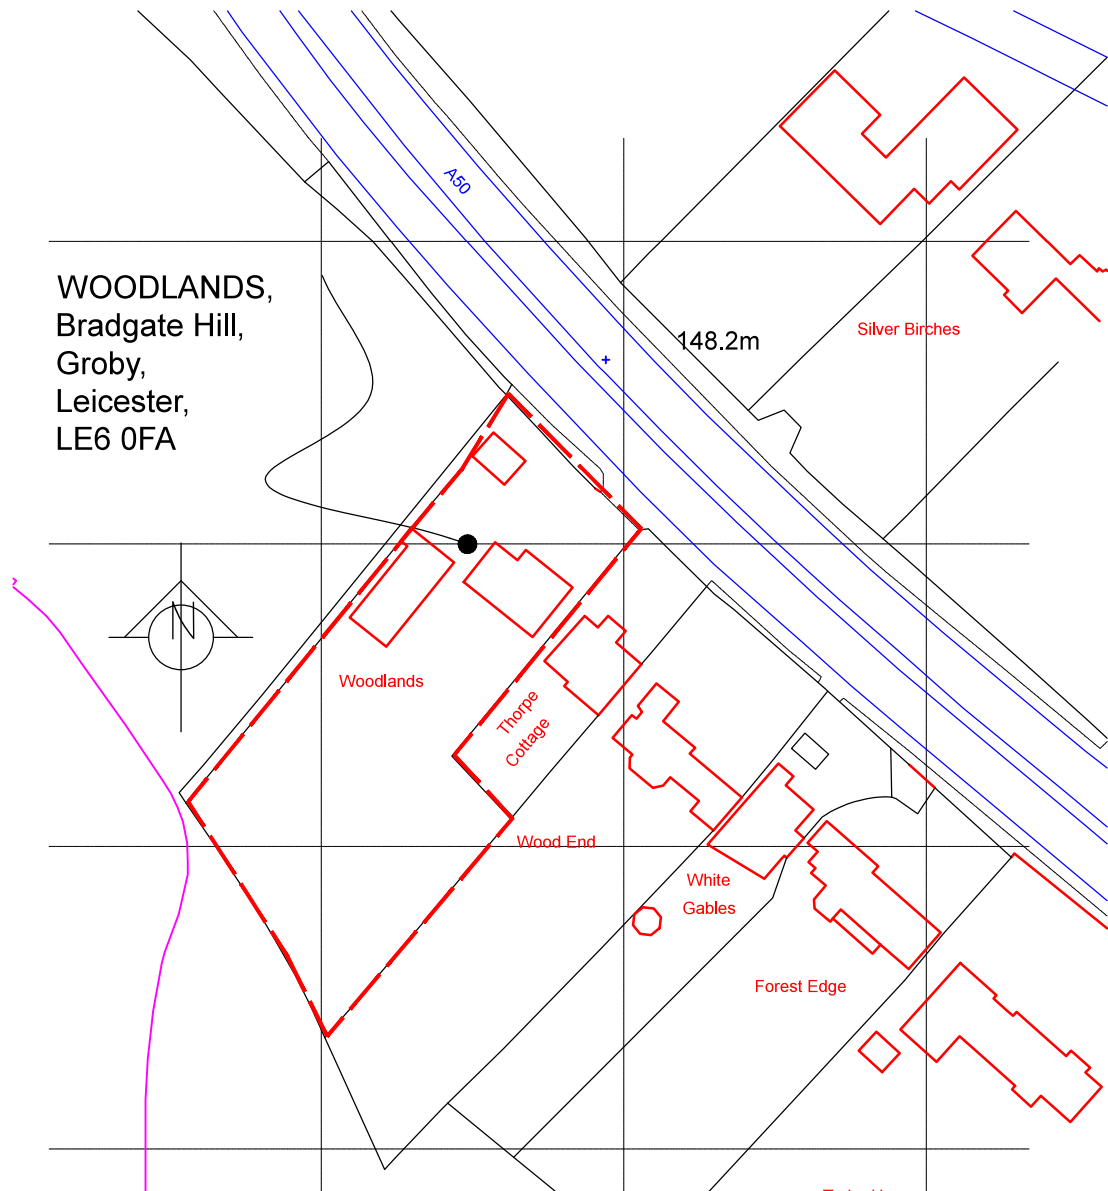 A50
WOODLANDS,
Bradgate Hill,
Groby,
Leicester,
LE6 0FA
148.2m
Silver Birches
N
Woodlands
Thorpe
Cottage
Wood End
White
Gables
Forest Edge